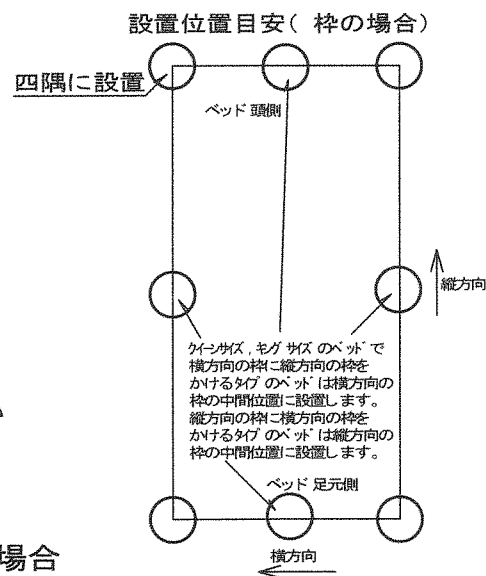 設置位置目安( 枠の場合)
四隅に設置
ベッド 頭側
縦方向
クイーンサイズ , キングサイズ のベッドで
横方向の枠に縦方向の枠を
かけるタイプ のベッドは横方向の
枠の中間位置に設置します。
縦方向の枠に横方向の枠を
かけるタイプ のベッドは縦方向の
枠の中間位置に設置します。
ベッド 足元側
場合
横方向